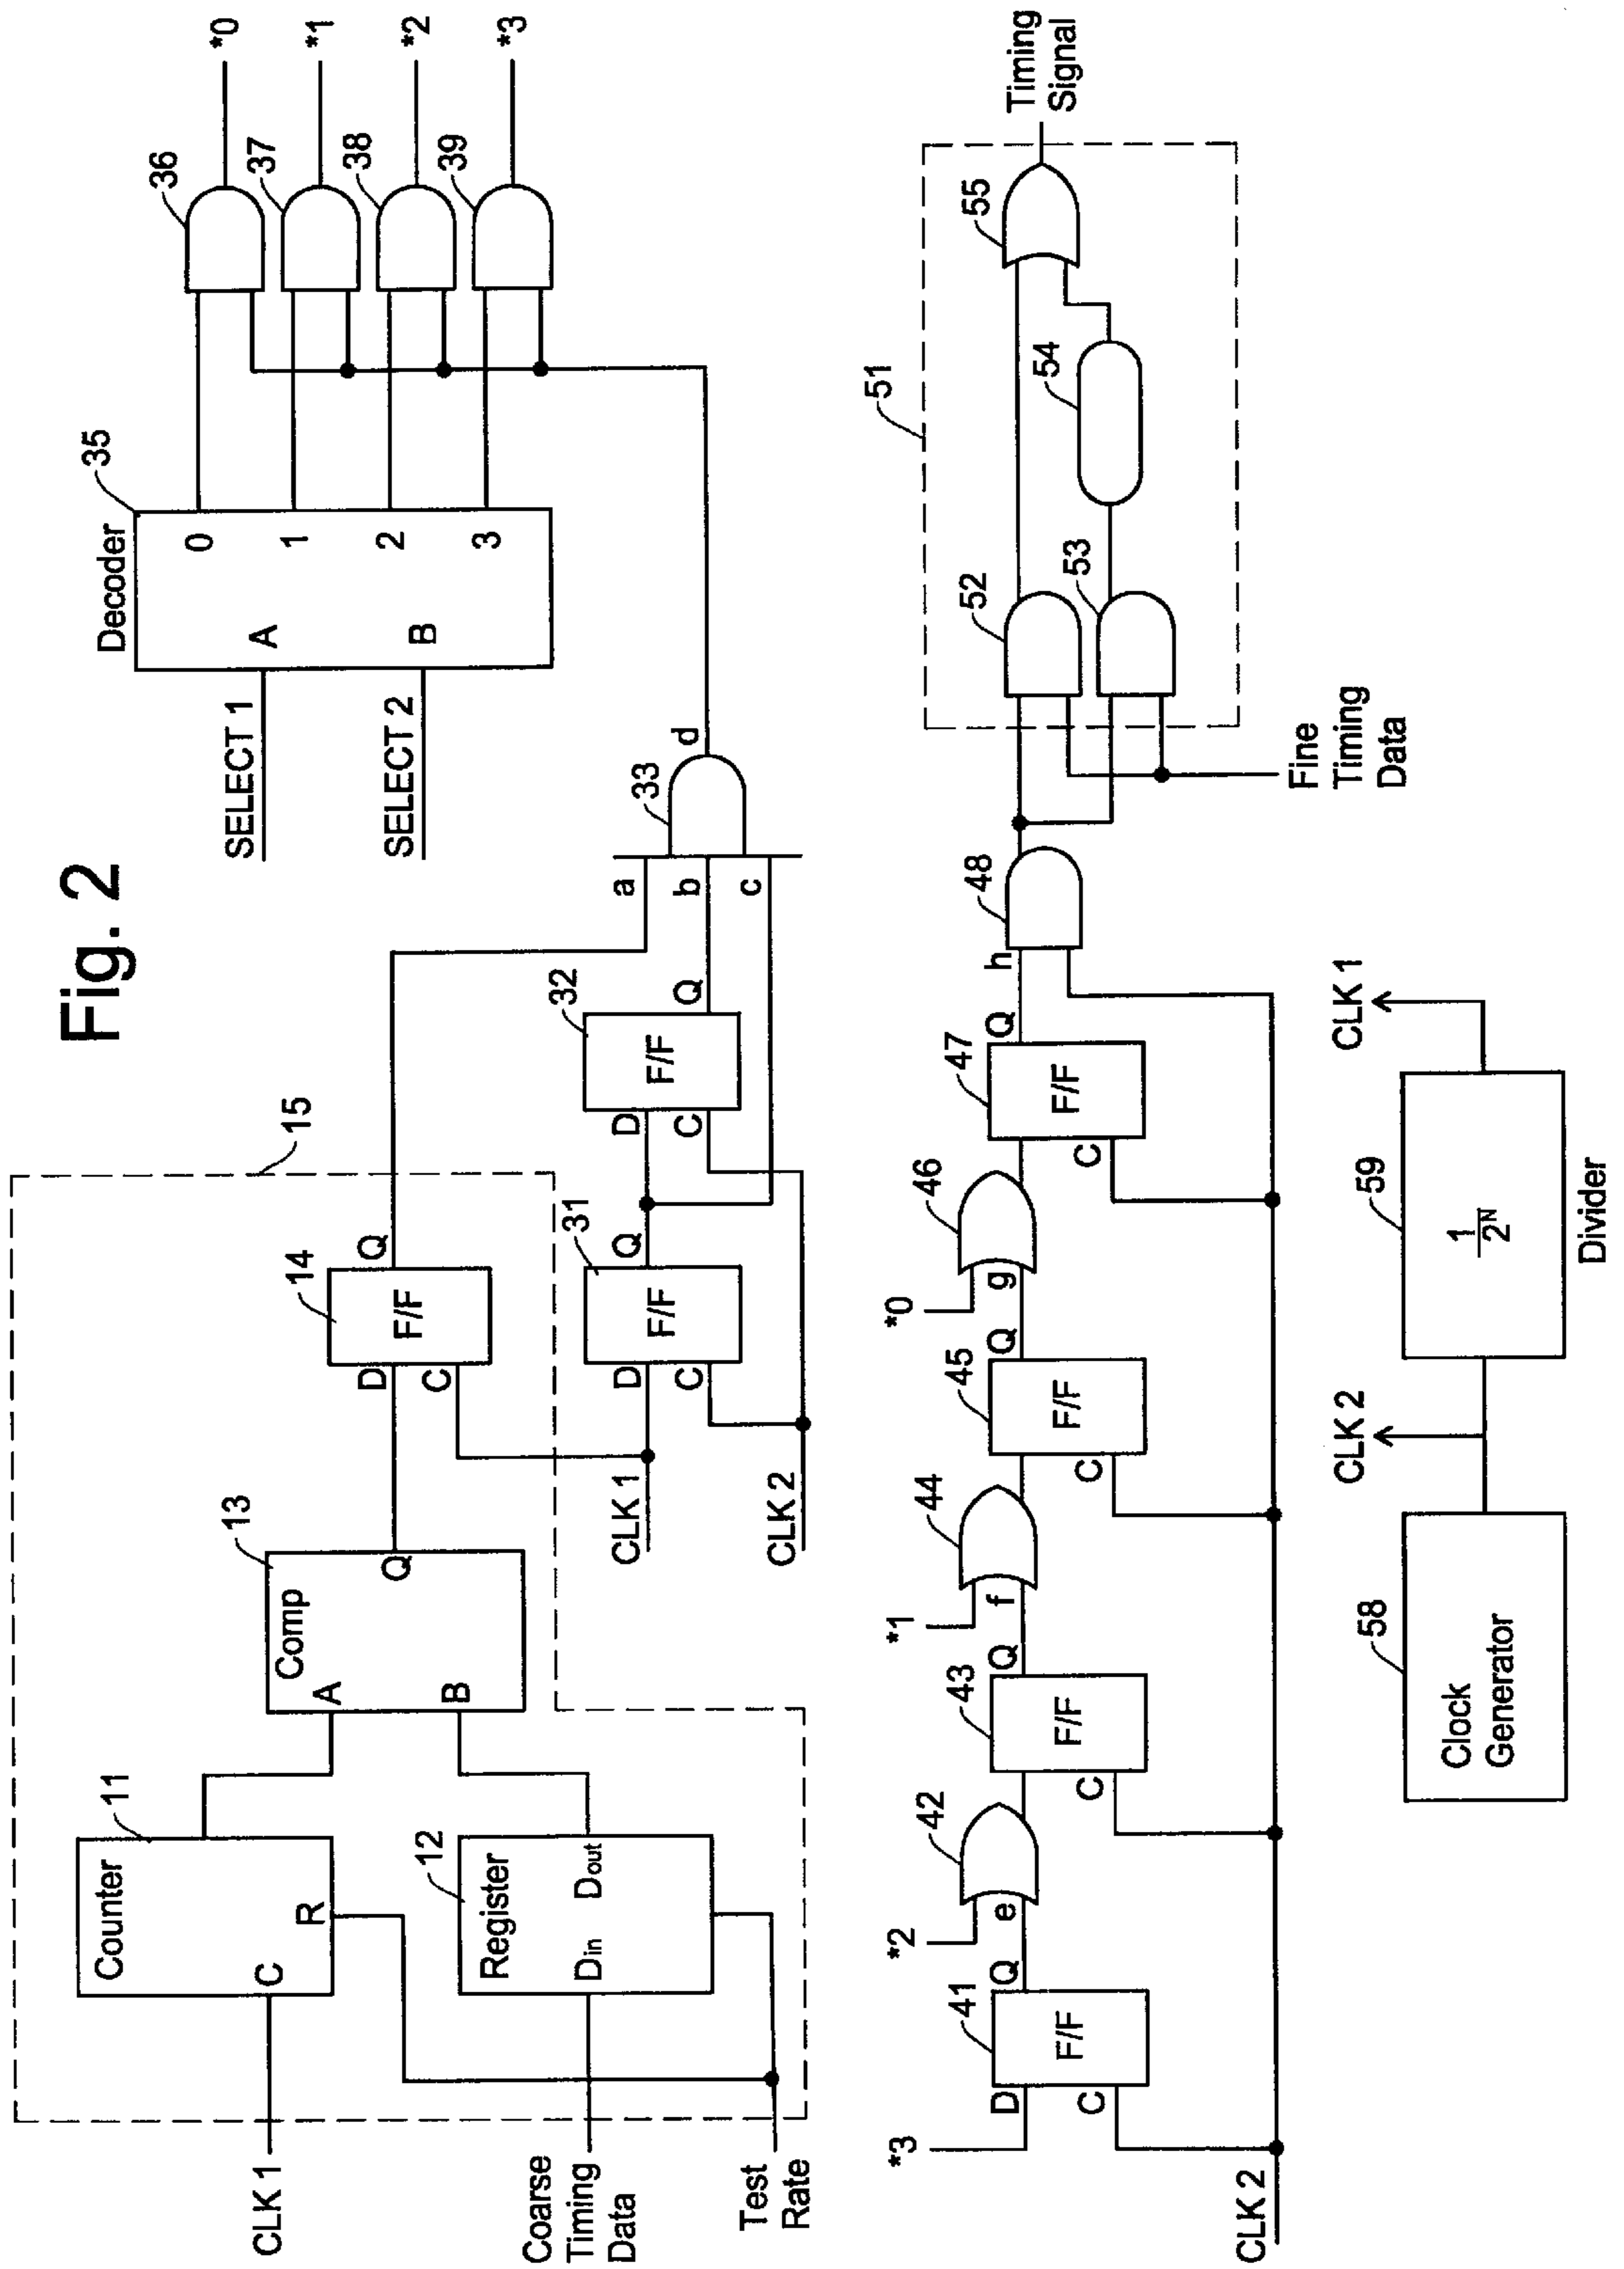 Fig. 2
15
Counter
11
C
R
CLK 1
Register
12
Din
Dout
Coarse
Timing
Data
Test
Rate
Comp
13
A
B
Q
14
D
F/F
Q
C
CLK 1
CLK 2
31
D
F/F
Q
C
32
D
F/F
Q
C
a
b
c
33
d
SELECT 1
SELECT 2
Decoder
35
A
B
0
1
2
3
36
37
38
39
*0
*1
*2
*3
*3
D
41
F/F
Q
C
CLK 2
*2
e
42
43
F/F
Q
C
*1
f
44
45
F/F
Q
C
*0
g
46
47
F/F
Q
C
h
48
Fine
Timing
Data
51
52
53
54
55
Timing
Signal
58
Clock
Generator
CLK 2
59
1
2N
Divider
CLK 1